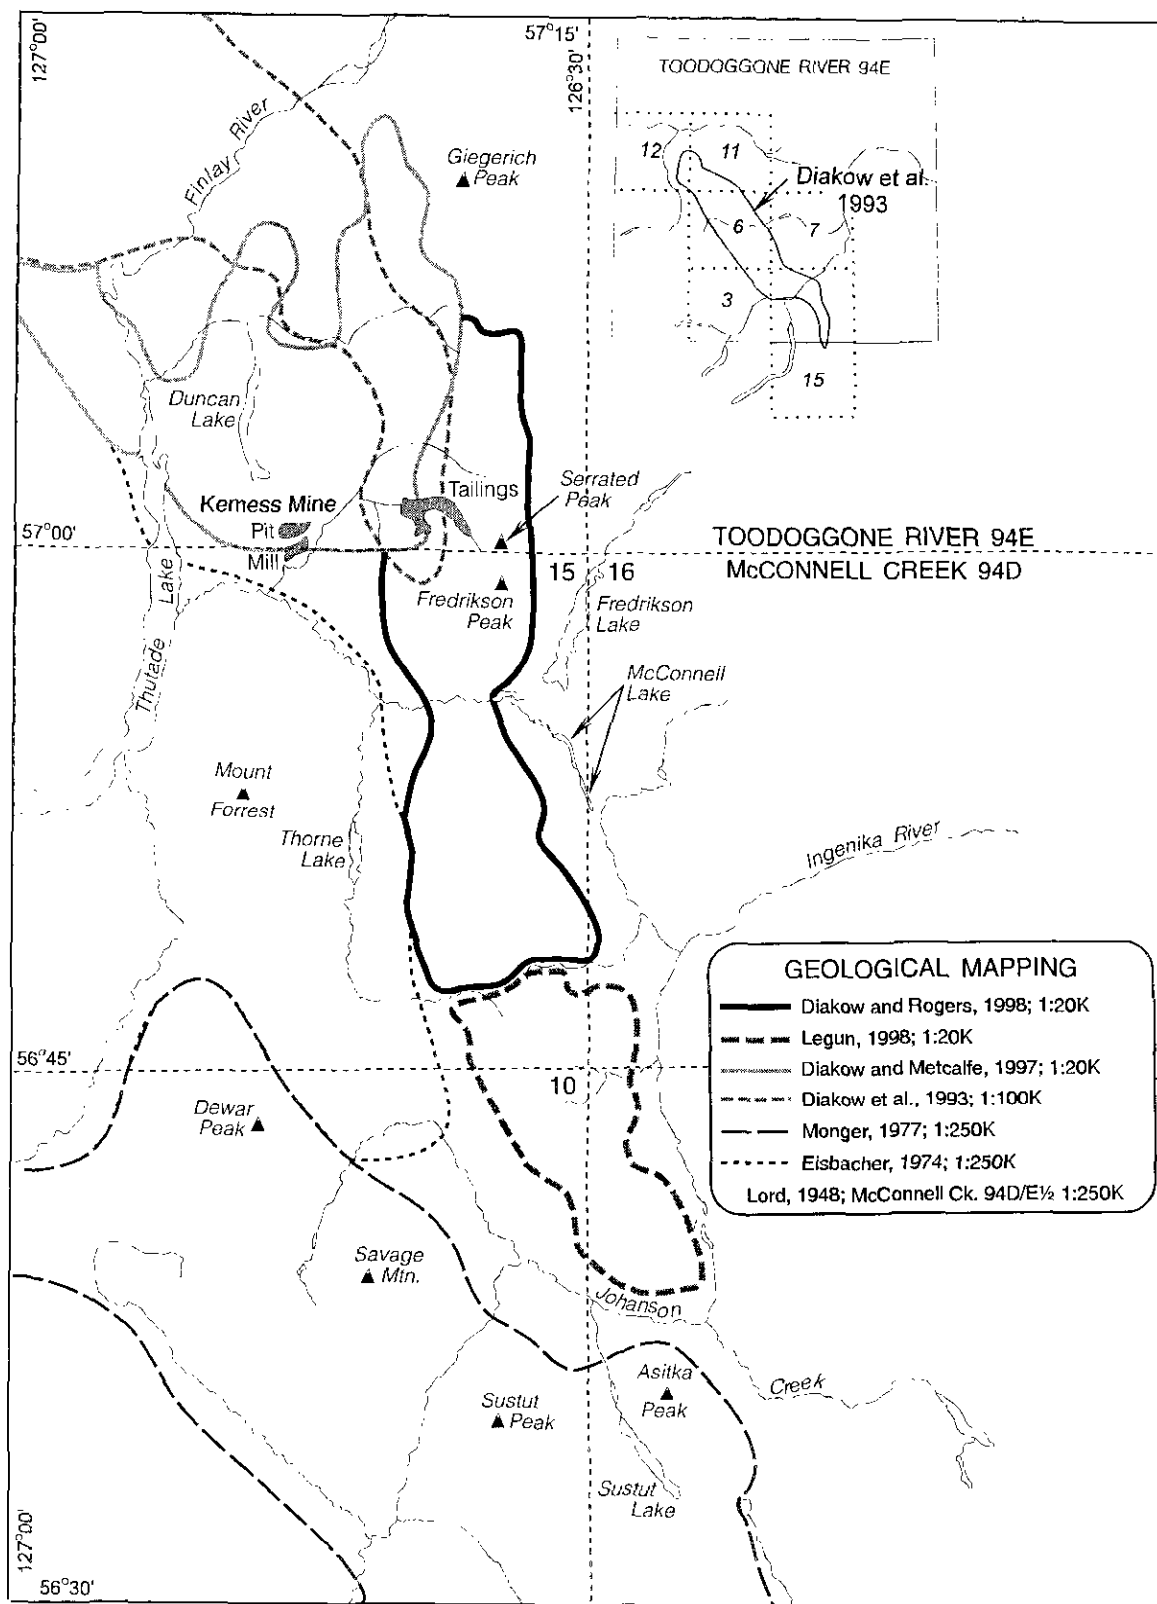 127°00'
57°15'
126°30'
TOODOGGONE RIVER 94E
12
11
Diakow et al.
1993
6
7
3
15
Finlay River
Giegerich
Peak
Duncan
Lake
Kemess Mine
Pit
Mill
Tailings
Serrated
Peak
57°00'
TOODOGGONE RIVER 94E
McCONNELL CREEK 94D
15
16
Fredrikson
Peak
Fredrikson
Lake
Thutade Lake
McConnell
Lake
Mount
Forrest
Thorne
Lake
Ingenika River
GEOLOGICAL MAPPING
Diakow and Rogers, 1998; 1:20K
Legun, 1998; 1:20K
Diakow and Metcalfe, 1997; 1:20K
Diakow et al., 1993; 1:100K
Monger, 1977; 1:250K
Eisbacher, 1974; 1:250K
Lord, 1948; McConnell Ck. 94D/E½ 1:250K
56°45'
10
Dewar
Peak
Savage
Mtn.
Johanson
Creek
Asitka
Peak
Sustut
Peak
Sustut
Lake
127°00'
56°30'